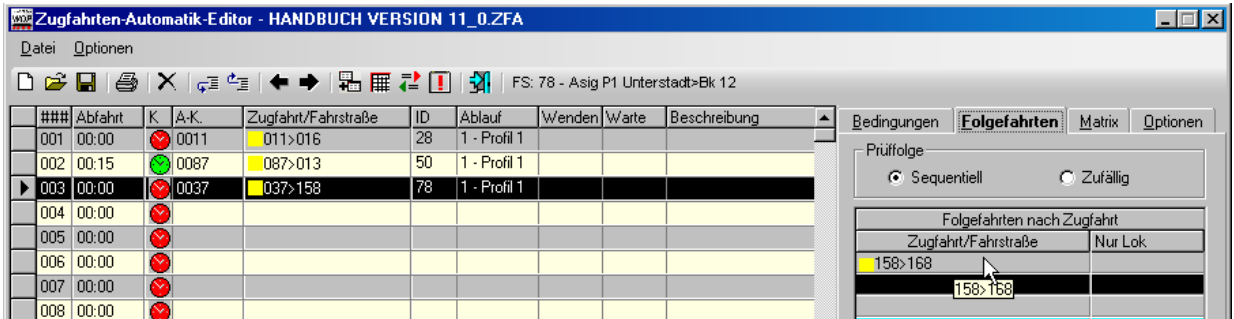 WDP Zugfahrten-Automatik-Editor - HANDBUCH VERSION 11_0.ZFA
Datei Optionen
FS: 78 - Asig P1 Unterstadt>Bk 12
### Abfahrt K A-K. Zugfahrt/Fahrstraße ID Ablauf Wenden Warte Beschreibung
001 00:00 0011 011>016 28 1 - Profil 1
002 00:15 0087 087>013 50 1 - Profil 1
003 00:00 0037 037>158 78 1 - Profil 1
004 00:00
005 00:00
006 00:00
007 00:00
008 00:00
Bedingungen Folgefahrten Matrix Optionen
Prüffolge
Sequentiell Zufällig
Folgefahrten nach Zugfahrt
Zugfahrt/Fahrstraße Nur Lok
158>168
158>168